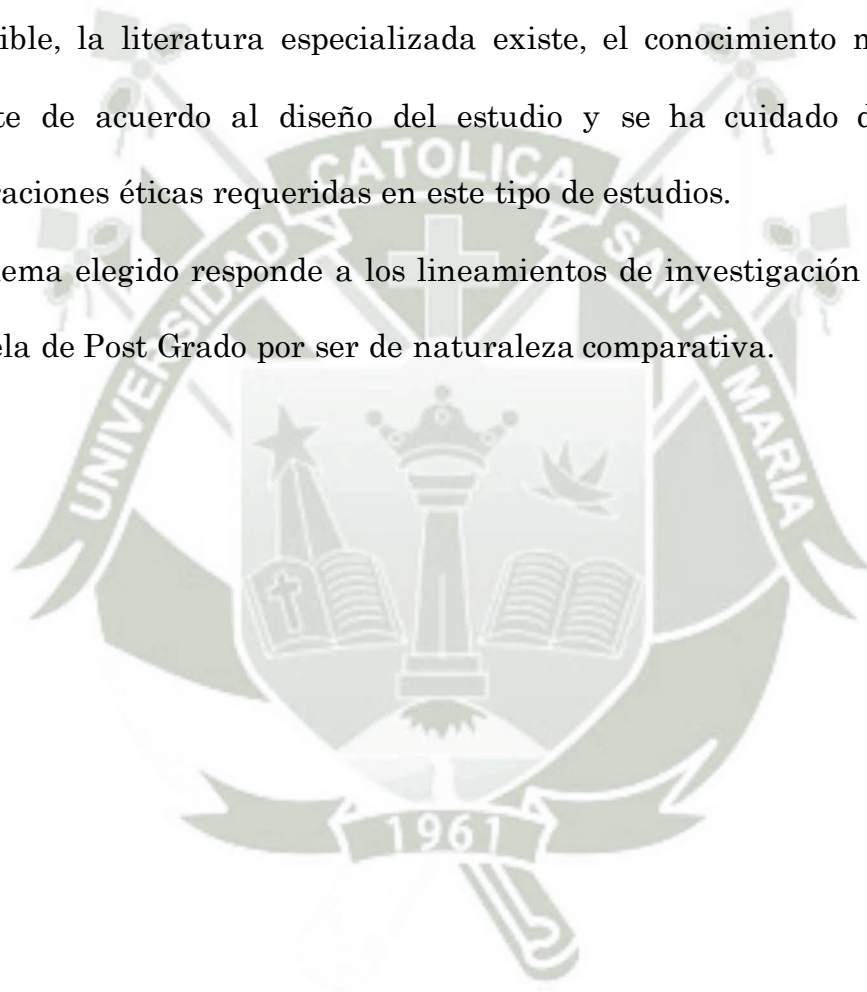 ible, la literatura especializada existe, el conocimiento
te de acuerdo al diseño del estudio y se ha cuidado
raciones éticas requeridas en este tipo de estudios.
ema elegido responde a los lineamientos de investigación
ela de Post Grado por ser de naturaleza comparativa.
UNIVERSIDAD CATOLICA SANTA MARIA
1961